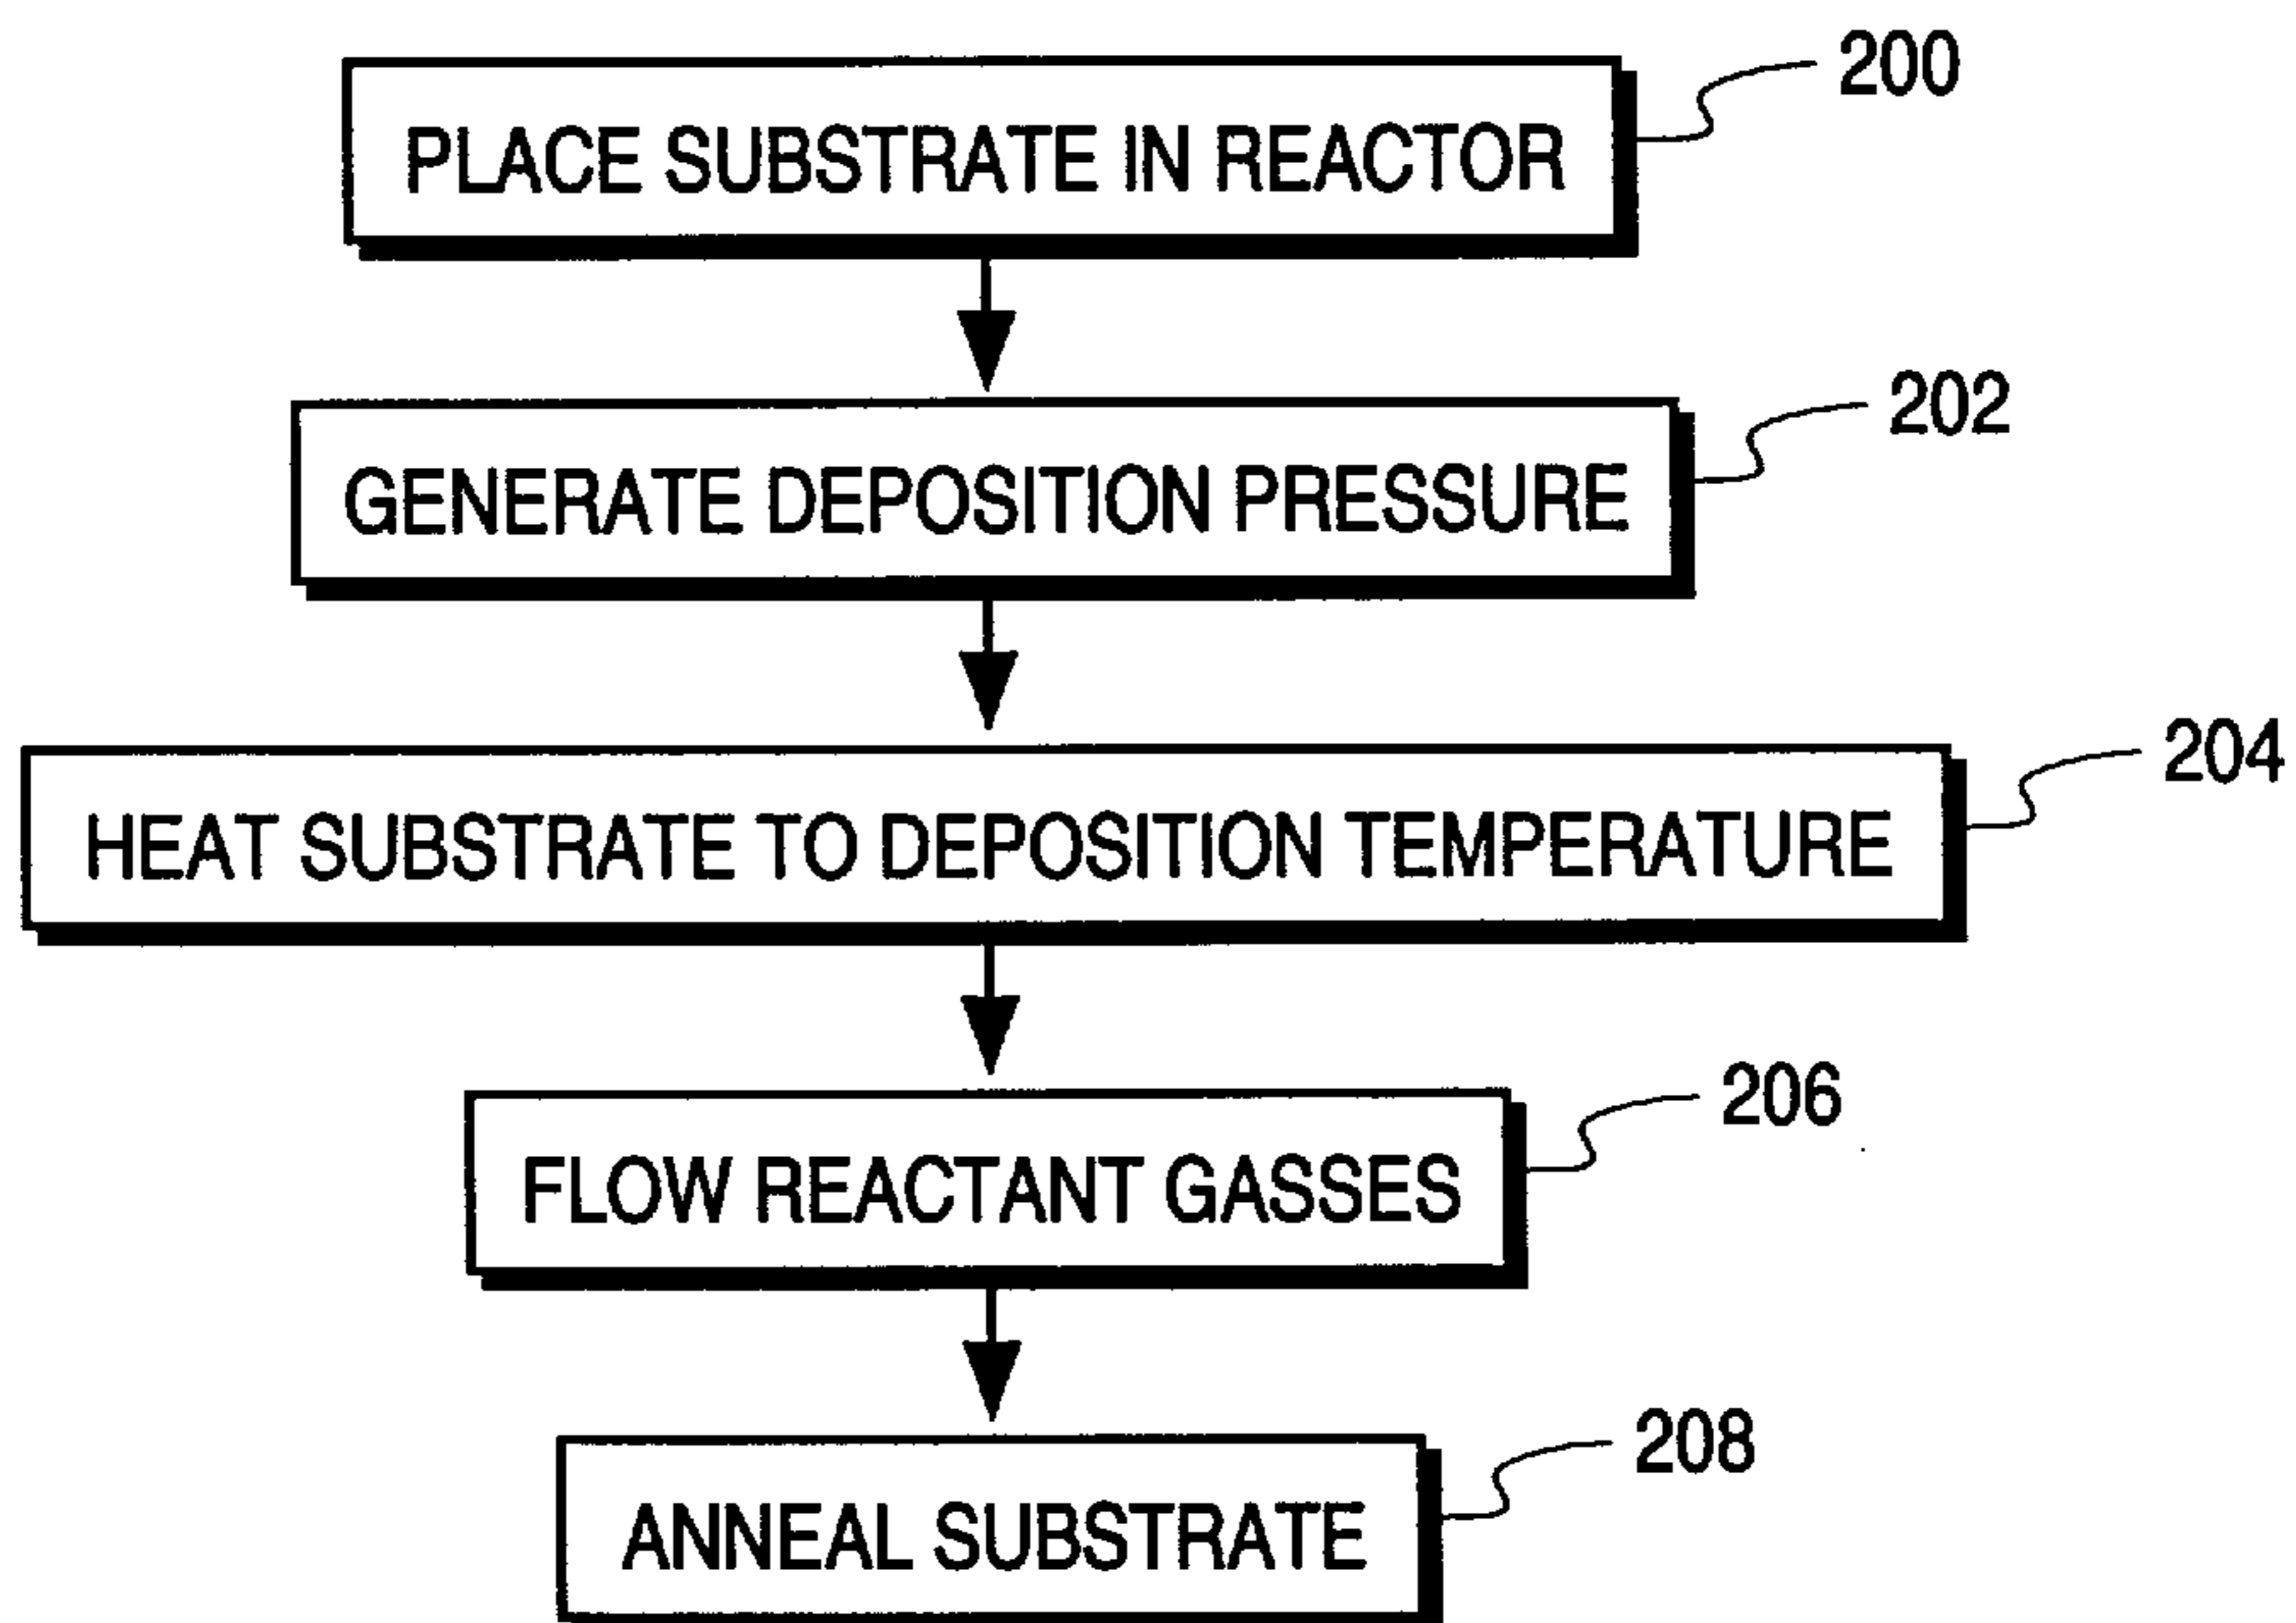 200
PLACE SUBSTRATE IN REACTOR
202
GENERATE DEPOSITION PRESSURE
204
HEAT SUBSTRATE TO DEPOSITION TEMPERATURE
206
FLOW REACTANT GASSES
208
ANNEAL SUBSTRATE